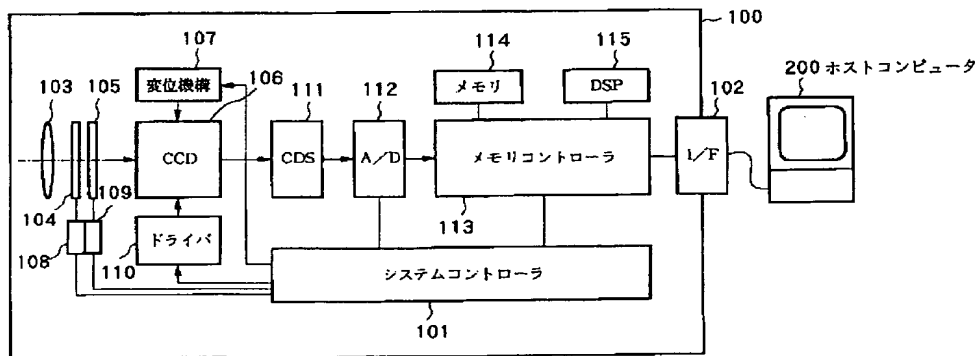 100
107
変位機構
106
114
メモリ
115
DSP
200 ホストコンピュータ
103
105
111
112
102
CCD
CDS
A/D
メモリコントローラ
I/F
113
104
109
108
110
ドライバ
システムコントローラ
101